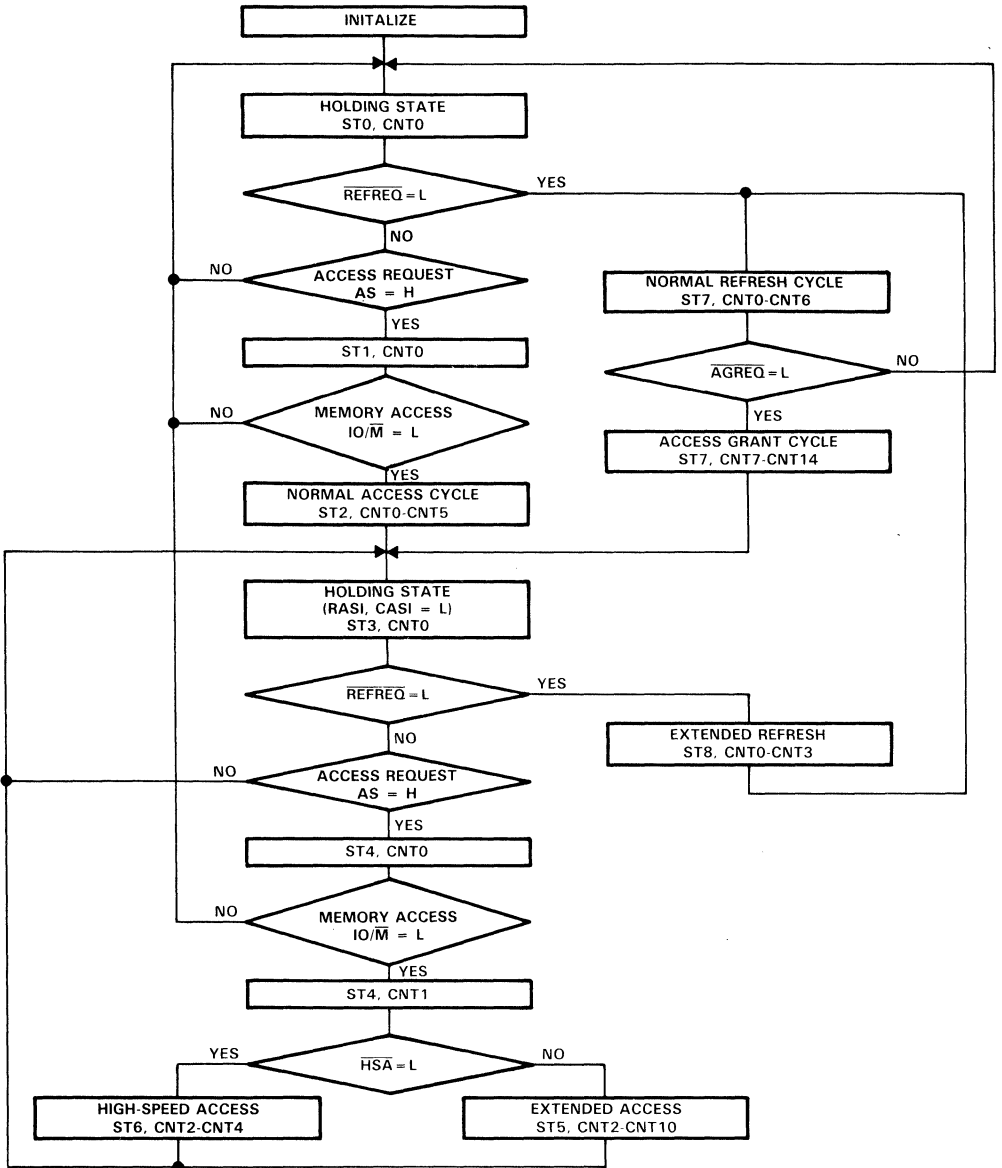 INITALIZE
HOLDING STATE
ST0, CNT0
REFREQ = L
YES
NO
ACCESS REQUEST
AS = H
NO
YES
NORMAL REFRESH CYCLE
ST7, CNT0-CNT6
ST1, CNT0
AGREQ = L
NO
YES
MEMORY ACCESS
IO/M = L
NO
YES
ACCESS GRANT CYCLE
ST7, CNT7-CNT14
NORMAL ACCESS CYCLE
ST2, CNT0-CNT5
HOLDING STATE
(RASI, CASI = L)
ST3, CNT0
REFREQ = L
YES
NO
EXTENDED REFRESH
ST8, CNT0-CNT3
ACCESS REQUEST
AS = H
NO
YES
ST4, CNT0
MEMORY ACCESS
IO/M = L
NO
YES
ST4, CNT1
HSA = L
YES
NO
HIGH-SPEED ACCESS
ST6, CNT2-CNT4
EXTENDED ACCESS
ST5, CNT2-CNT10